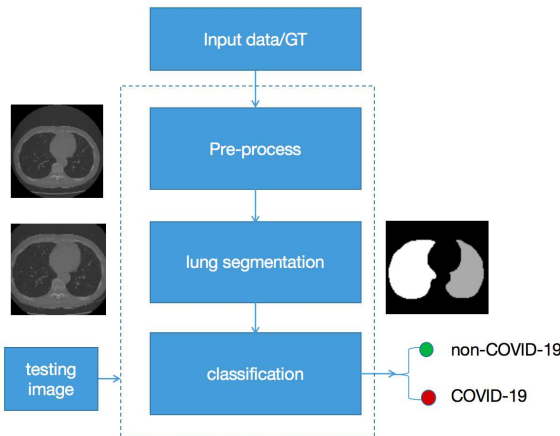 Input data/GT
Pre-process
lung segmentation
testing
image
classification
non-COVID-19
COVID-19